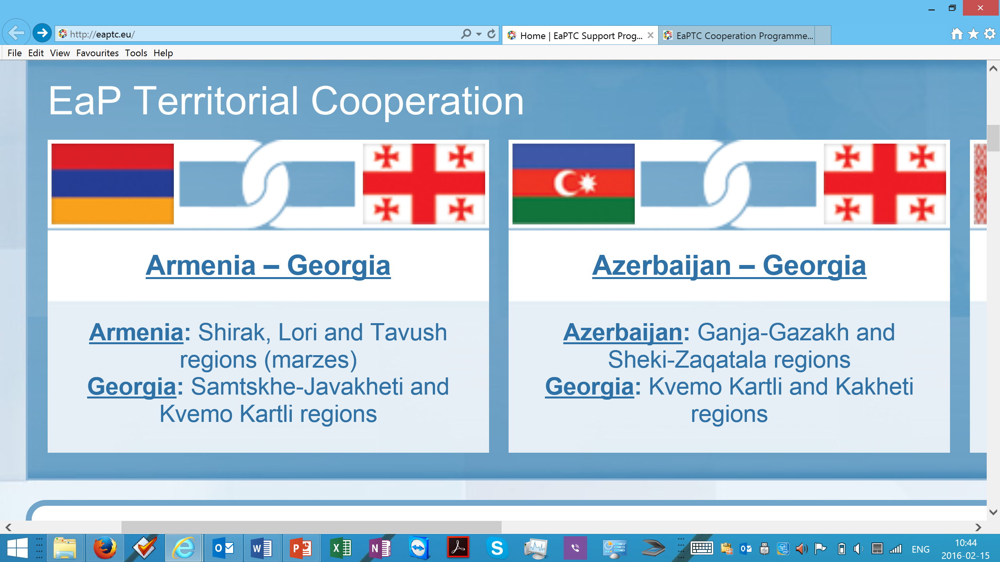 http://eaptc.eu/
Home | EaPTC Support Prog...
EaPTC Cooperation Programme...
File Edit View Favourites Tools Help
EaP Territorial Cooperation
Armenia – Georgia
Armenia: Shirak, Lori and Tavush
regions (marzes)
Georgia: Samtskhe-Javakheti and
Kvemo Kartli regions
Azerbaijan – Georgia
Azerbaijan: Ganja-Gazakh and
Sheki-Zaqatala regions
Georgia: Kvemo Kartli and Kakheti
regions
ENG
10:44
2016-02-15